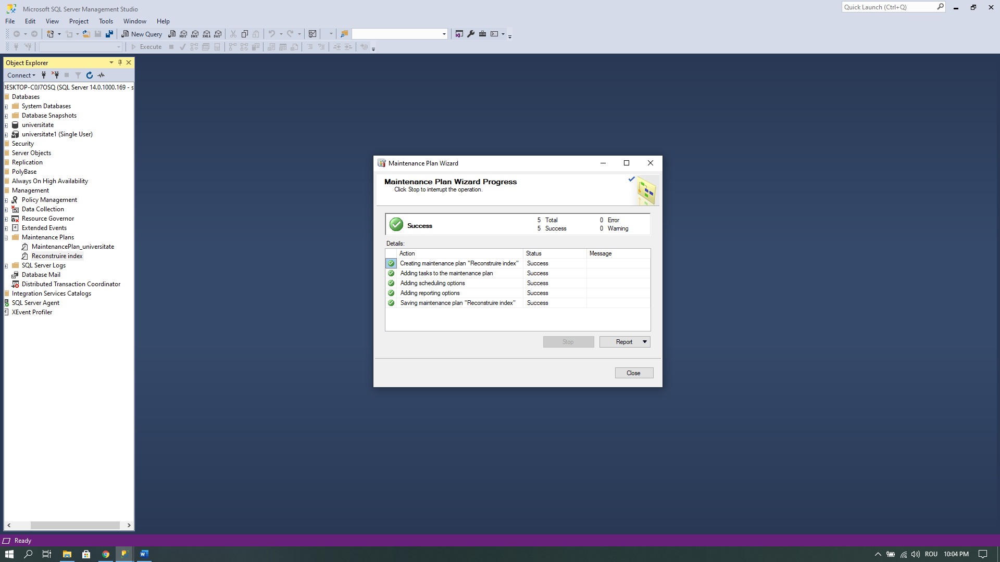 Microsoft SQL Server Management Studio
Quick Launch (Ctrl+Q)
File Edit View Project Tools Window Help
New Query MDX DMX XMLA DAX
Execute
Object Explorer
Connect
DESKTOP-C0J7OSQ (SQL Server 14.0.1000.169 - s
Databases
System Databases
Database Snapshots
universitate
universitate1 (Single User)
Security
Server Objects
Replication
PolyBase
Always On High Availability
Management
Policy Management
Data Collection
Resource Governor
Extended Events
Maintenance Plans
MaintenancePlan_universitate
Reconstruire index
SQL Server Logs
Database Mail
Distributed Transaction Coordinator
Integration Services Catalogs
SQL Server Agent
XEvent Profiler
Maintenance Plan Wizard
Maintenance Plan Wizard Progress
Click Stop to interrupt the operation.
Success
5 Total 0 Error
5 Success 0 Warning
Details:
Action Status Message
Creating maintenance plan "Reconstruire index" Success
Adding tasks to the maintenance plan Success
Adding scheduling options Success
Adding reporting options Success
Saving maintenance plan "Reconstruire index" Success
Stop Report
Close
Ready
ROU 10:04 PM